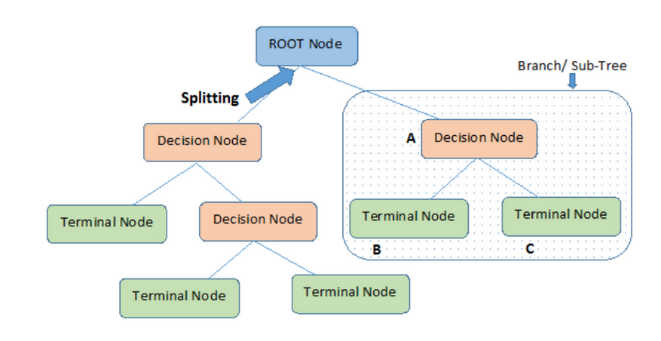 ROOT Node
Branch/ Sub-Tree
Splitting
Decision Node
A
Decision Node
Terminal Node
Decision Node
Terminal Node
Terminal Node
B
C
Terminal Node
Terminal Node